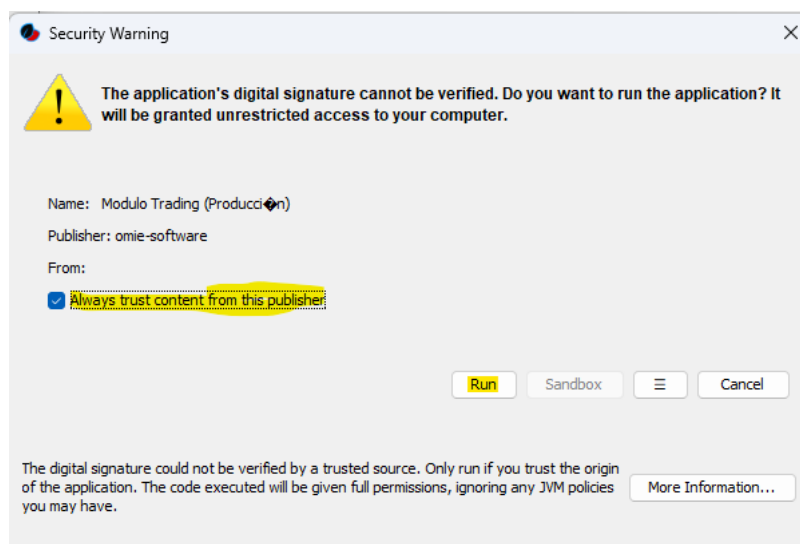 Security Warning
The application's digital signature cannot be verified. Do you want to run the application? It
will be granted unrestricted access to your computer.
Name: Modulo Trading (Producci�n)
Publisher: omie-software
From:
Always trust content from this publisher
Run
Sandbox
Cancel
The digital signature could not be verified by a trusted source. Only run if you trust the origin
of the application. The code executed will be given full permissions, ignoring any JVM policies
you may have.
More Information...